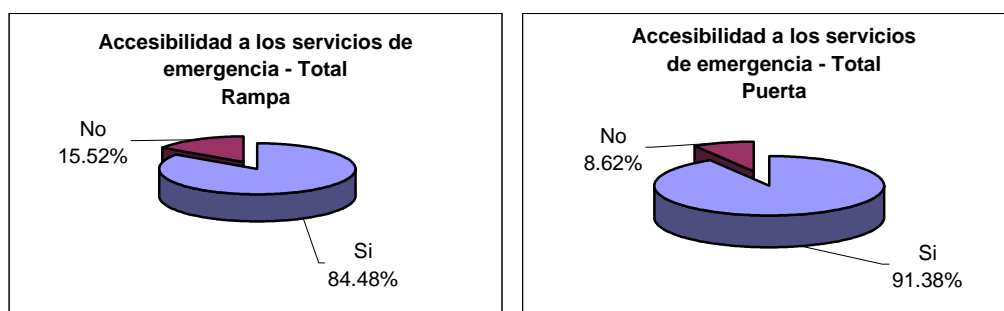 Accesibilidad a los servicios de
emergencia - Total
Rampa
No
15.52%
Si
84.48%
Accesibilidad a los servicios
de emergencia - Total
Puerta
No
8.62%
Si
91.38%